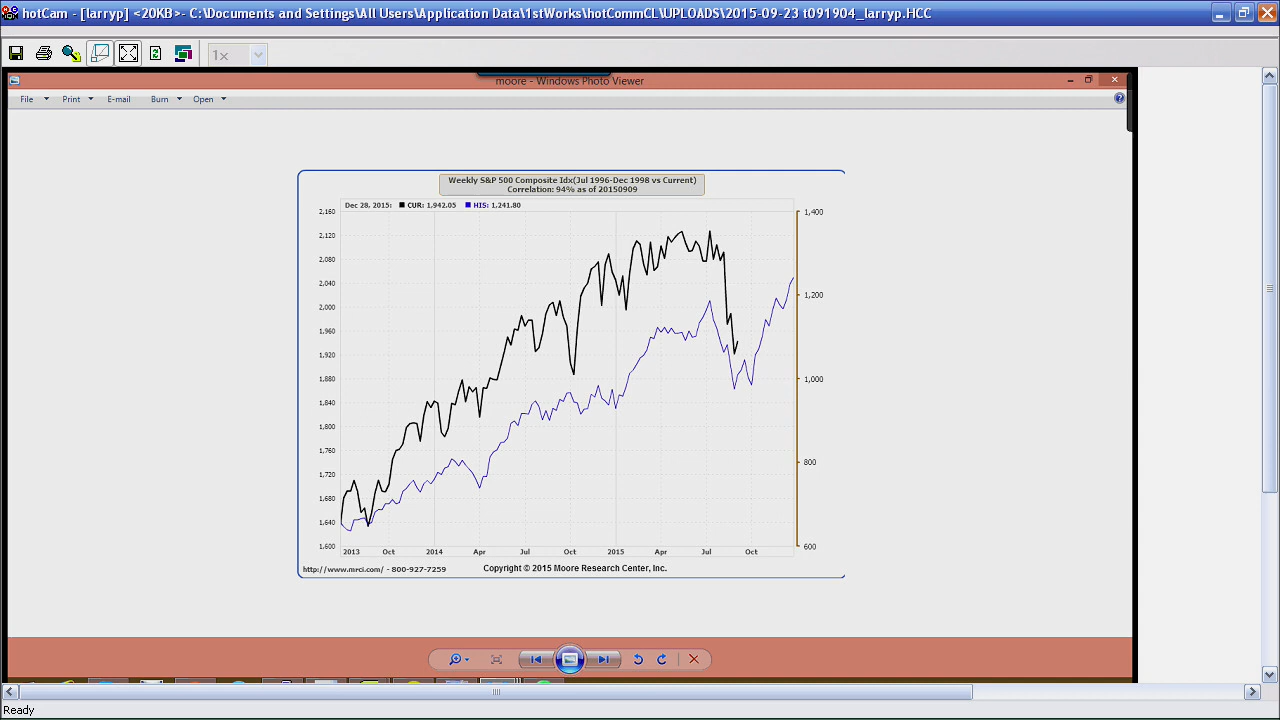 hotCam - [larryp] <20KB>- C:\Documents and Settings\All Users\Application Data\1stWorks\hotCommCL\UPLOADS\2015-09-23 t091904_larryp.HCC
1x
moore - Windows Photo Viewer
File Print E-mail Burn Open
Weekly S&P 500 Composite Idx(Jul 1996-Dec 1998 vs Current)
Correlation: 94% as of 20150909
Dec 28, 2015: CUR: 1,942.05 HIS: 1,241.80
2,160
2,120
2,080
2,040
2,000
1,960
1,920
1,880
1,840
1,800
1,760
1,720
1,680
1,640
1,600
1,400
1,200
1,000
800
600
2013 Oct 2014 Apr Jul Oct 2015 Apr Jul Oct
http://www.mrci.com/ - 800-927-7259 Copyright © 2015 Moore Research Center, Inc.
Ready